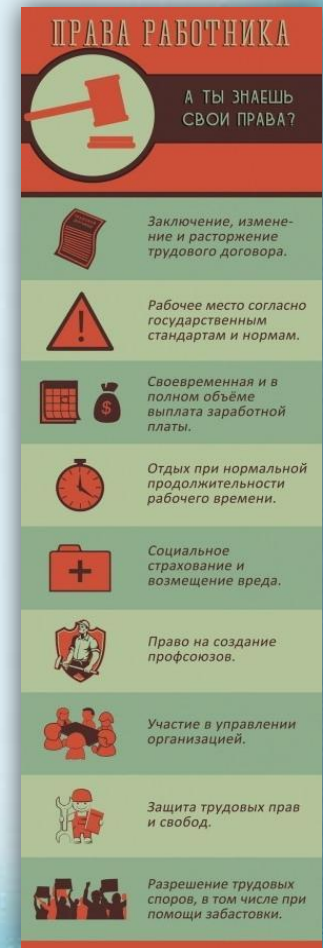 ПРАВА РАБОТНИКА
А ТЫ ЗНАЕШЬ
СВОИ ПРАВА?
Заключение, измене-
ние и расторжение
трудового договора.
Рабочее место согласно
государственным
стандартам и нормам.
Своевременная и в
полном объёме
выплата заработной
платы.
$
Отдых при нормальной
продолжительности
рабочего времени.
Социальное
страхование и
возмещение вреда.
Право на создание
профсоюзов.
Участие в управлении
организацией.
Защита трудовых прав
и свобод.
Разрешение трудовых
споров, в том числе при
помощи забастовки.